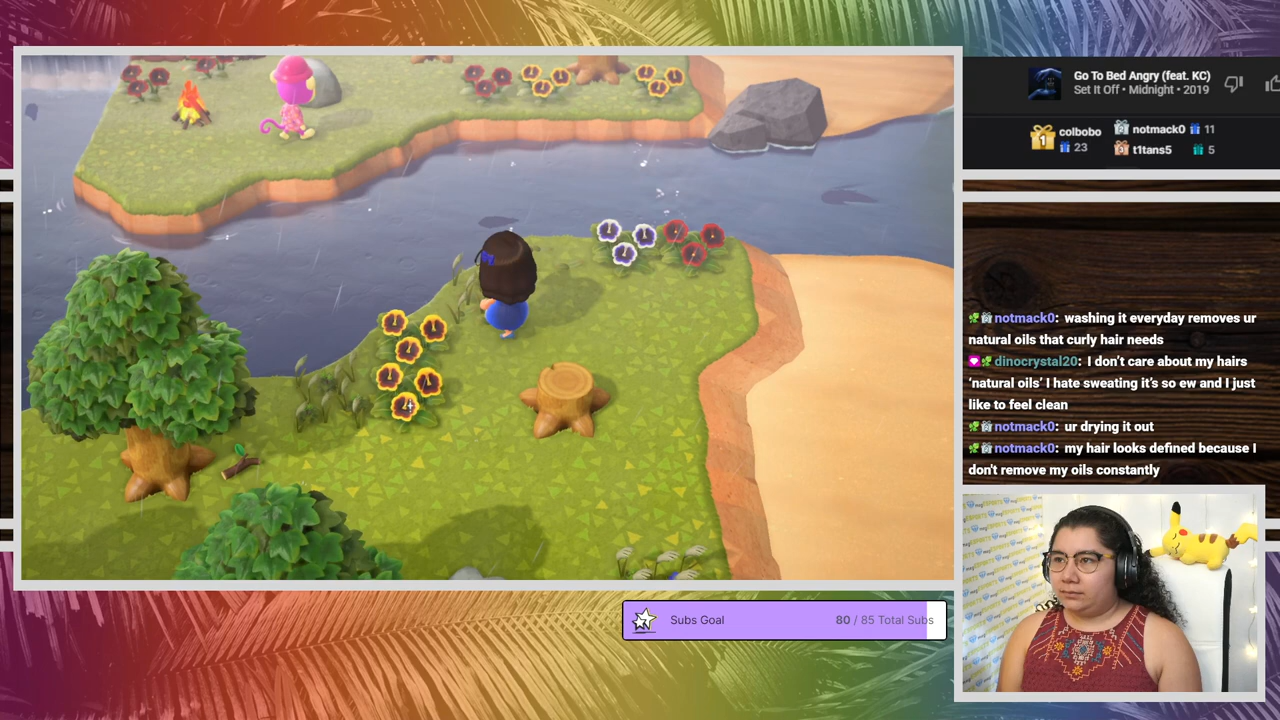 Go To Bed Angry (feat. KC)
Set It Off • Midnight • 2019
colbobo
23
notmack0 11
t1tans5 5
notmack0: washing it everyday removes ur
natural oils that curly hair needs
dinocrystal20: I don't care about my hairs
'natural oils' I hate sweating it's so ew and I just
like to feel clean
notmack0: ur drying it out
notmack0: my hair looks defined because I
don't remove my oils constantly
Subs Goal 80 / 85 Total Subs